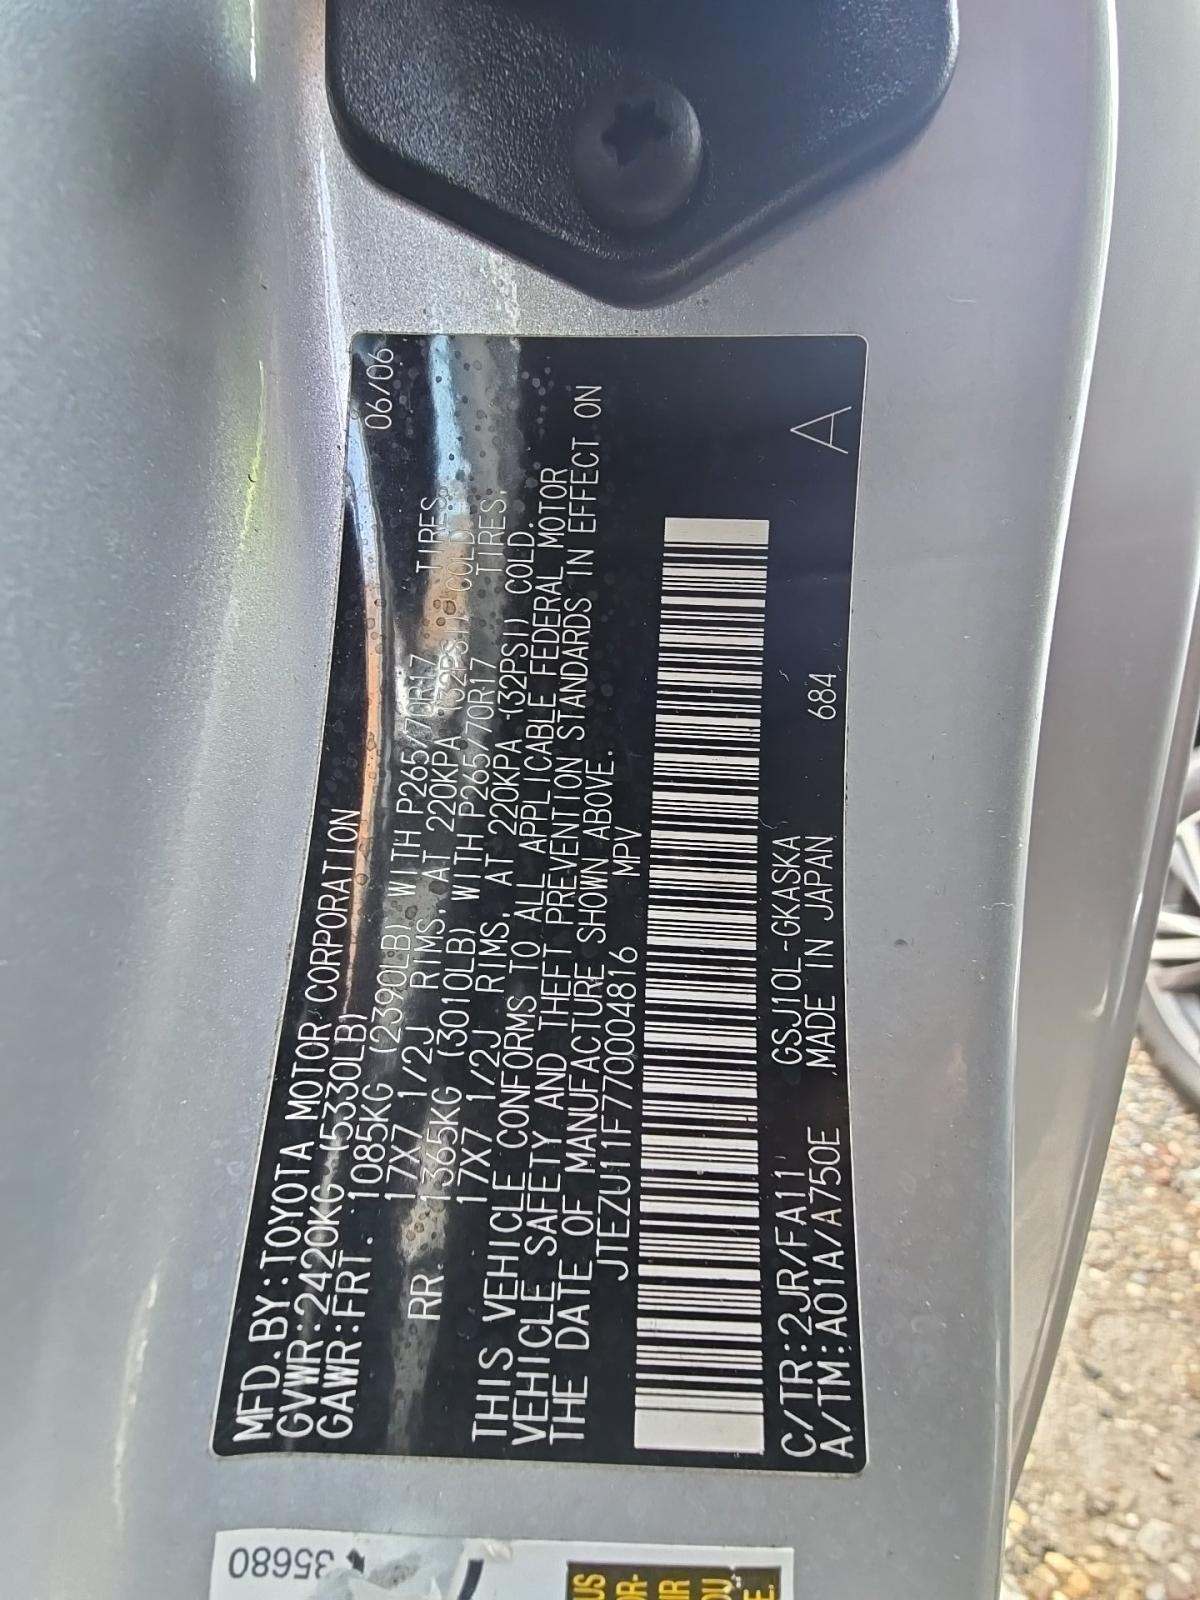 MFD.BY:TOYOTA MOTOR CORPORATION 06/06
GVWR:2420KG (5330LB)
GAWR:FRT. 1085KG (2390LB) WITH P265/70R17 TIRES,
17X7 1/2J RIMS, AT 220KPA (32PSI) COLD.
RR. 1365KG (3010LB) WITH P265/70R17 TIRES,
17X7 1/2J RIMS, AT 220KPA (32PSI) COLD.
THIS VEHICLE CONFORMS TO ALL APPLICABLE FEDERAL MOTOR
VEHICLE SAFETY AND THEFT PREVENTION STANDARDS IN EFFECT ON
THE DATE OF MANUFACTURE SHOWN ABOVE.
JTEZU11F770004816 MPV
A
C/TR:2JR/FA11 GSJ10L-GKASKA
A/TM:A01A/A750E MADE IN JAPAN 684
35680
US
OR-
IR
OU
E.